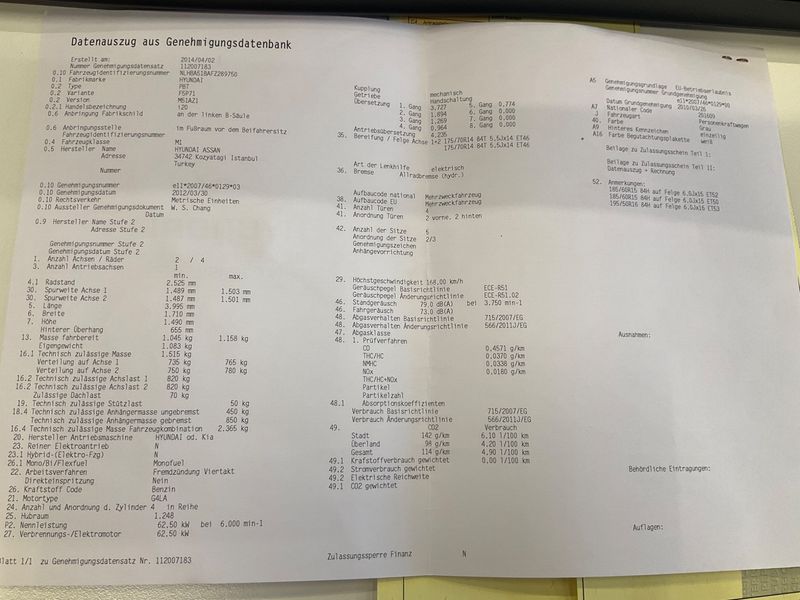 Datenauszug aus Genehmigungsdatenbank
Erstellt am: 2014/04/02
Nummer Genehmigungsdatensatz 112007183
0.10 Fahrzeugidentifizierungsnummer NLHBA51BAFZ289750
0.1 Fabrikmarke HYUNDAI
0.2 Type PBT
0.2 Variante F5P71
0.2 Version M51AZ1
0.2.1 Handelsbezeichnung i20
0.6 Anbringung Fabrikschild an der linken B-Säule
0.6 Anbringungsstelle im Fußraum vor dem Beifahrersitz
Fahrzeugidentifizierungsnummer
0.4 Fahrzeugklasse M1
0.5 Hersteller Name HYUNDAI ASSAN
Adresse 34742 Kozyatagi Istanbul
Turkey
Nummer
0.10 Genehmigungsnummer e11*2007/46*0129*03
0.10 Genehmigungsdatum 2012/03/30
0.10 Rechtsverkehr Metrische Einheiten
0.10 Aussteller Genehmigungsdokument W. S. Chang
Datum
0.9 Hersteller Name Stufe 2
Adresse Stufe 2
Genehmigungsnummer Stufe 2
Genehmigungsdatum Stufe 2
1. Anzahl Achsen / Räder 2 / 4
3. Anzahl Antriebsachsen 1
min. max.
4.1 Radstand 2.525 mm
30. Spurweite Achse 1 1.489 mm 1.503 mm
30. Spurweite Achse 2 1.487 mm 1.501 mm
5. Länge 3.995 mm
6. Breite 1.710 mm
7. Höhe 1.490 mm
Hinterer Überhang 655 mm
13. Masse fahrbereit 1.045 kg 1.158 kg
Eigengewicht 1.083 kg
16.1 Technisch zulässige Masse 1.515 kg
Verteilung auf Achse 1 735 kg 765 kg
Verteilung auf Achse 2 750 kg 780 kg
16.2 Technisch zulässige Achslast 1 820 kg
16.2 Technisch zulässige Achslast 2 820 kg
Zulässige Dachlast 70 kg
19. Technisch zulässige Stützlast 50 kg
18.4 Technisch zulässige Anhängermasse ungebremst 450 kg
Technisch zulässige Anhängermasse gebremst 850 kg
16.4 Technisch zulässige Masse Fahrzeugkombination 2.365 kg
20. Hersteller Antriebsmaschine HYUNDAI od. Kia
23. Reiner Elektroantrieb N
23.1 Hybrid-(Elektro-Fzg) N
26.1 Mono/Bi/Flexfuel Monofuel
22. Arbeitsverfahren Fremdzündung Viertakt
Direkteinspritzung Nein
26. Kraftstoff Code Benzin
21. Motortype G4LA
24. Anzahl und Anordnung d. Zylinder 4 in Reihe
25. Hubraum 1.248
P2. Nennleistung 62,50 kW bei 6.000 min-1
27. Verbrennungs-/Elektromotor 62,50 kW
Blatt 1/1 zu Genehmigungsdatensatz Nr. 112007183
Kupplung mechanisch
Getriebe Handschaltung
Übersetzung 1. Gang 3,727 5. Gang 0,774
2. Gang 1,894 6. Gang 0,000
3. Gang 1,269 7. Gang 0,000
4. Gang 0,964 8. Gang 0,000
Antriebsübersetzung 4,235
35. Bereifung / Felge Achse 1+2 175/70R14 84T 5,5Jx14 ET46
175/70R14 84T 5.5Jx14 ET46
Art der Lenkhilfe elektrisch
36. Bremse Allradbremse (hydr.)
Aufbaucode national Mehrzweckfahrzeug
38. Aufbaucode EU Mehrzweckfahrzeug
41. Anzahl Türen 4
41. Anordnung Türen 2 vorne, 2 hinten
42. Anzahl der Sitze 5
Anordnung der Sitze 2/3
Genehmigungszeichen
Anhängevorrichtung
29. Höchstgeschwindigkeit 168,00 km/h
Geräuschpegel Basisrichtlinie ECE-R51
Geräuschpegel Änderungsrichtlinie ECE-R51.02
46. Standgeräusch 79,0 dB(A) bei 3.750 min-1
46. Fahrgeräusch 73,0 dB(A)
48. Abgasverhalten Basisrichtlinie 715/2007/EG
48. Abgasverhalten Änderungsrichtlinie 566/2011J/EG
47. Abgasklasse
48. 1. Prüfverfahren
CO 0,4571 g/km
THC/HC 0,0370 g/km
NMHC 0,0338 g/km
NOx 0,0180 g/km
THC/HC+NOx
Partikel
Partikelzahl
48.1 Absorptionskoeffizienten
Verbrauch Basisrichtlinie 715/2007/EG
Verbrauch Änderungsrichtlinie 566/2011J/EG
49. CO2 Verbrauch
Stadt 142 g/km 6,10 l/100 km
Überland 98 g/km 4,20 l/100 km
Gesamt 114 g/km 4,90 l/100 km
49.1 Krafstoffverbrauch gewichtet 0,00 l/100 km
49.2 Stromverbrauch gewichtet
49.2 Elektrische Reichweite
49.1 CO2 gewichtet
Zulassungssperre Finanz N
A5 Genehmigungsgrundlage EU-Betriebserlaubnis
Genehmigungsnummer Grundgenehmigung
e11*2007/46*0129*00
Datum Grundgenehmigung 2010/03/26
A7 Nationaler Code 201609
J Fahrzeugart Personenkraftwagen
40. Farbe Grau
A9 Hinteres Kennzeichen einzeilig
A16 Farbe Begutachtungsplakette weiß
Beilage zu Zulassungsschein Teil I:
Beilage zu Zulassungsschein Teil II:
Datenauszug + Rechnung
52. Anmerkungen:
185/60R15 84H auf Felge 6.0Jx15 ET52
185/60R15 84H auf Felge 6.0Jx15 ET50
195/50R16 84H auf Felge 6.0Jx16 ET53
Ausnahmen:
Behördliche Eintragungen:
Auflagen: